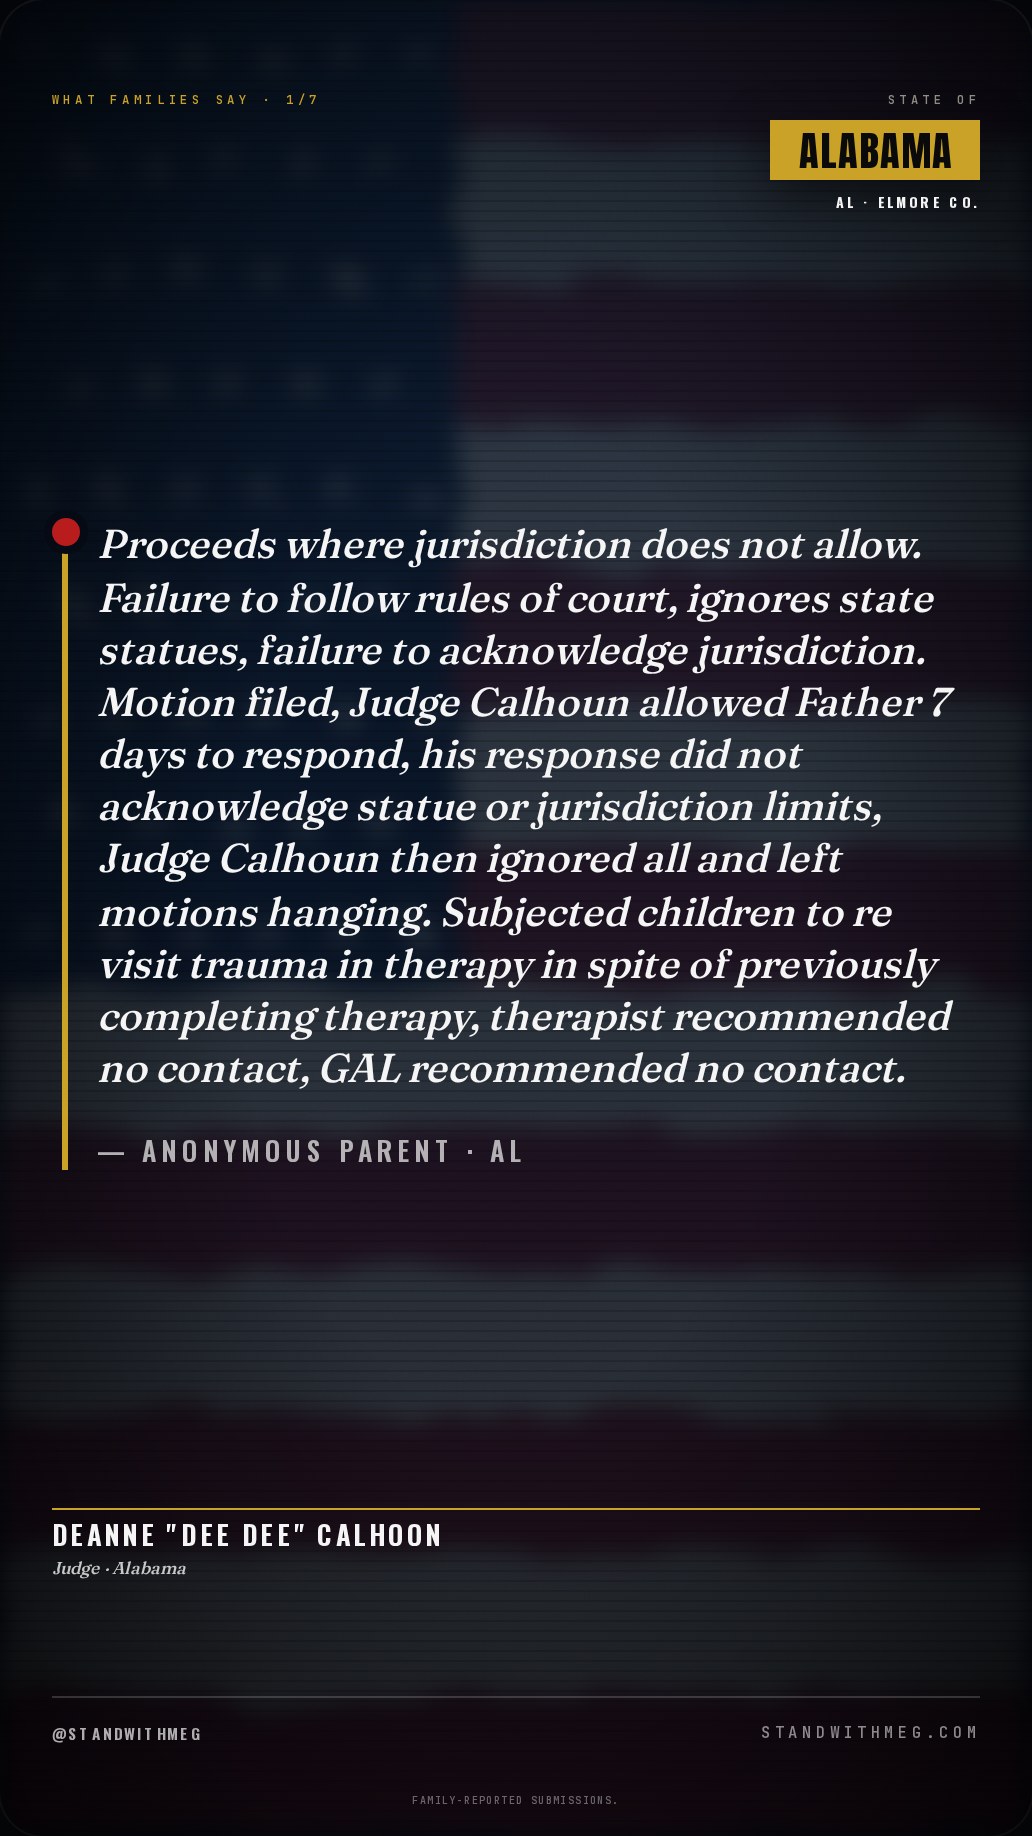 WHAT FAMILIES SAY · 1/7
STATE OF
ALABAMA
AL · ELMORE CO.
Proceeds where jurisdiction does not allow.
Failure to follow rules of court, ignores state
statues, failure to acknowledge jurisdiction.
Motion filed, Judge Calhoun allowed Father 7
days to respond, his response did not
acknowledge statue or jurisdiction limits,
Judge Calhoun then ignored all and left
motions hanging. Subjected children to re
visit trauma in therapy in spite of previously
completing therapy, therapist recommended
no contact, GAL recommended no contact.
— ANONYMOUS PARENT · AL
DEANNE "DEE DEE" CALHOON
Judge · Alabama
@STANDWITHMEG
STANDWITHMEG.COM
FAMILY-REPORTED SUBMISSIONS.